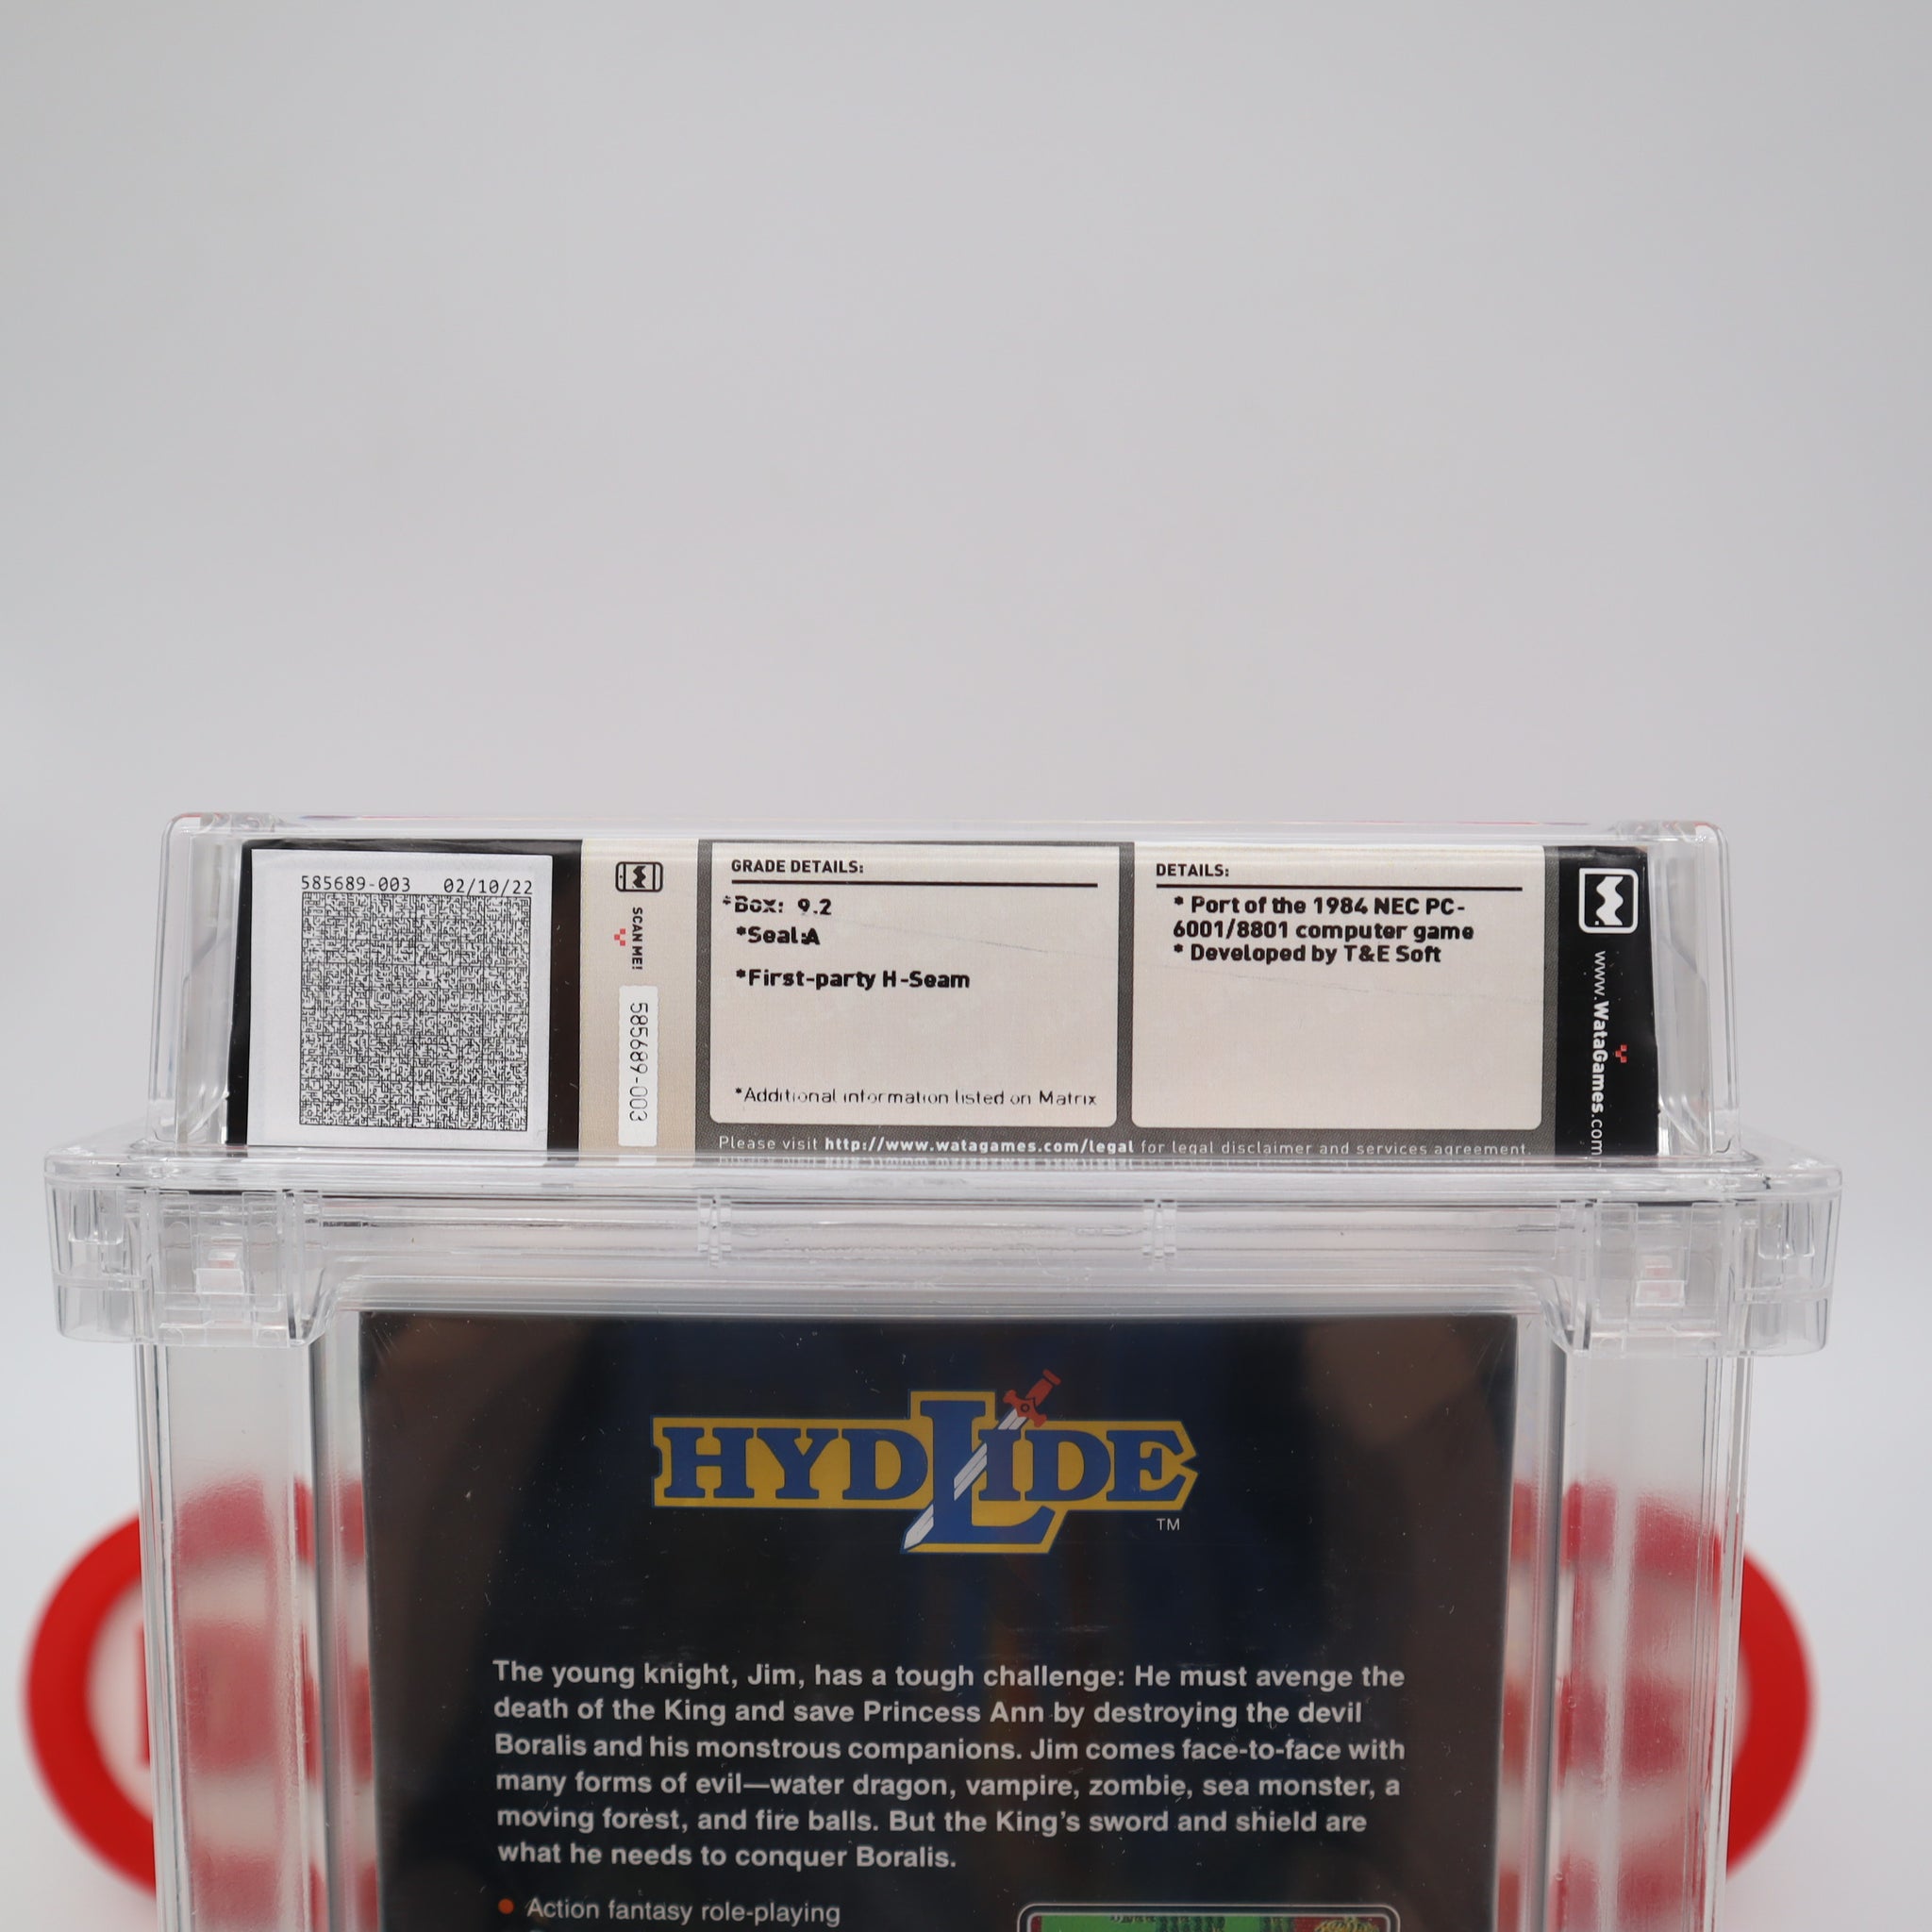 585689-003 02/10/22
SCAN ME!
585689-003
GRADE DETAILS:
*Box: 9.2
*Seal:A
*First-party H-Seam
*Additional information listed on Matrix
DETAILS:
* Port of the 1984 NEC PC-
6001/8801 computer game
* Developed by T&E Soft
Please visit http://www.watagames.com/legal for legal disclaimer and services agreement.
www.WataGames.com
HYDLIDE
TM
The young knight, Jim, has a tough challenge: He must avenge the
death of the King and save Princess Ann by destroying the devil
Boralis and his monstrous companions. Jim comes face-to-face with
many forms of evil—water dragon, vampire, zombie, sea monster, a
moving forest, and fire balls. But the King's sword and shield are
what he needs to conquer Boralis.
• Action fantasy role-playing